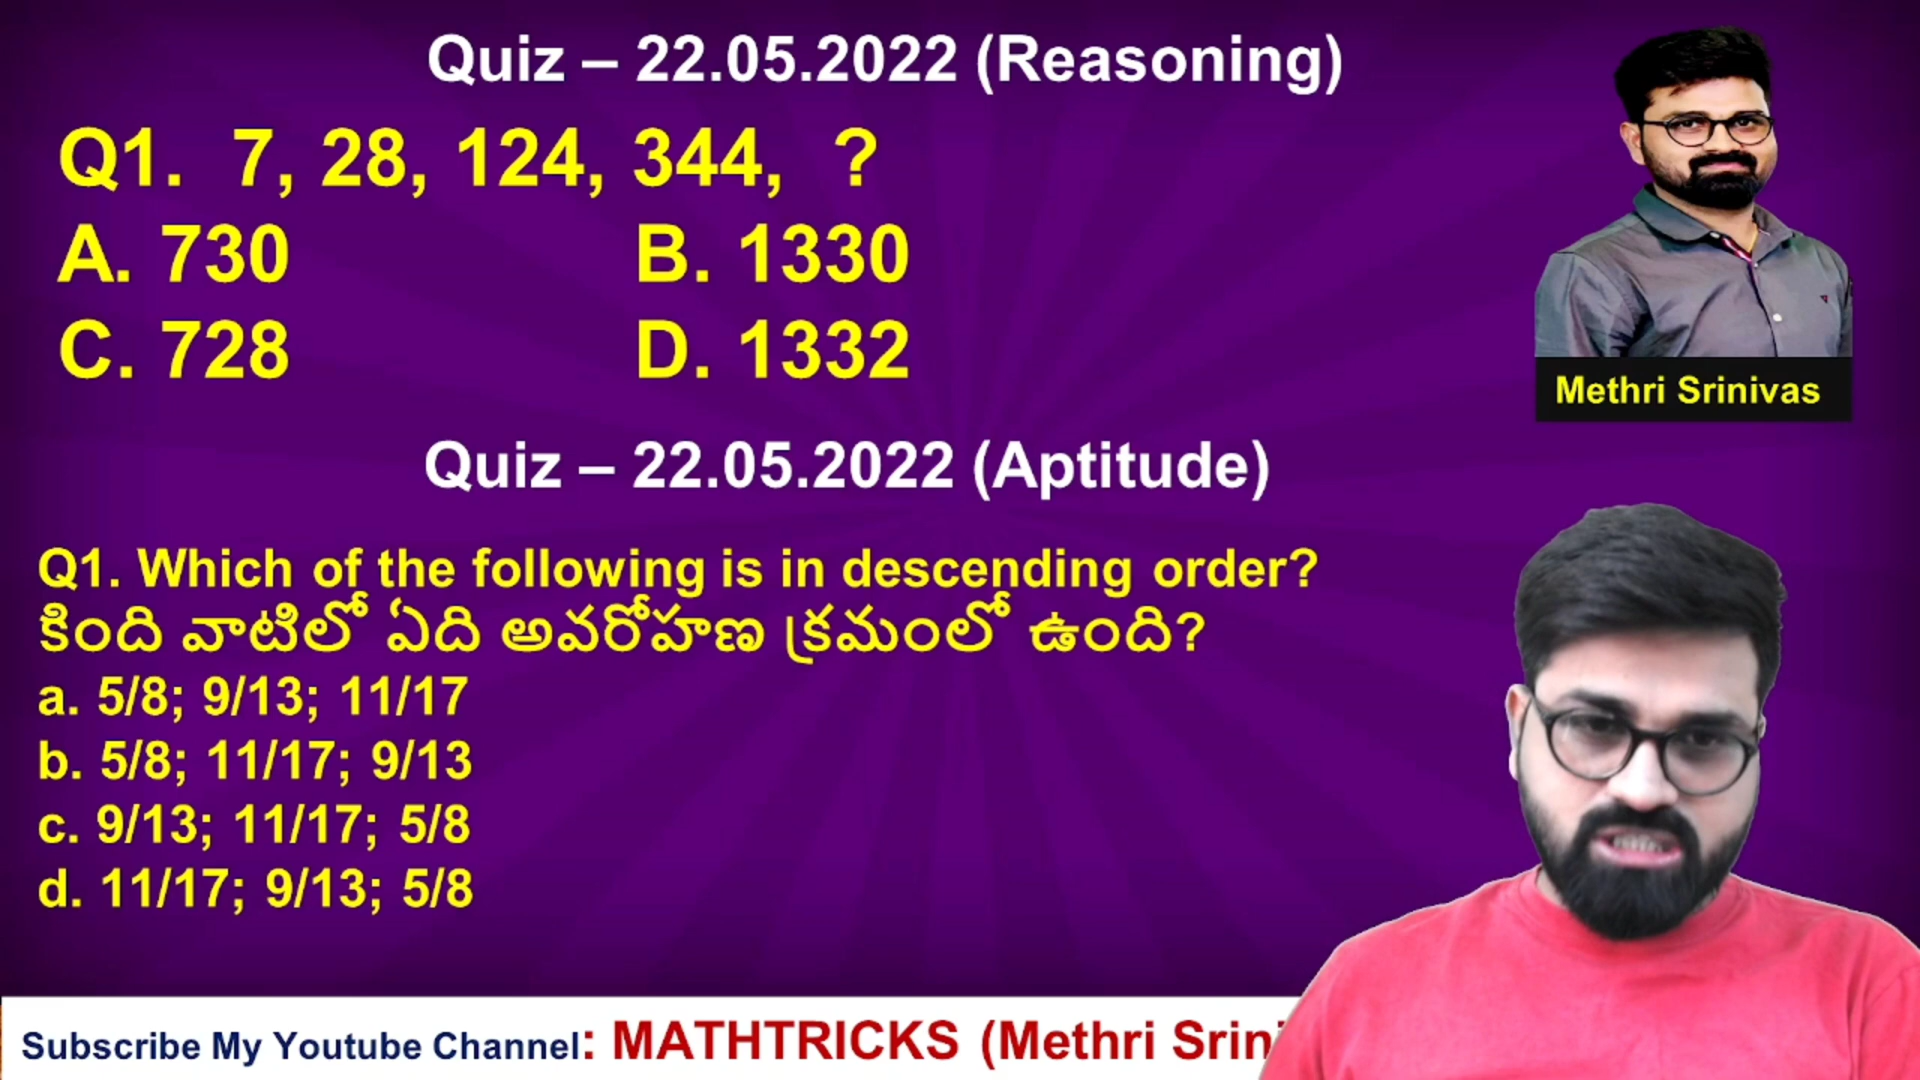 Quiz – 22.05.2022 (Reasoning)
Q1. 7, 28, 124, 344, ?
A. 730 B. 1330
C. 728 D. 1332
Methri Srinivas
Quiz – 22.05.2022 (Aptitude)
Q1. Which of the following is in descending order?
కింది వాటిలో ఏది అవరోహణ క్రమంలో ఉంది?
a. 5/8; 9/13; 11/17
b. 5/8; 11/17; 9/13
c. 9/13; 11/17; 5/8
d. 11/17; 9/13; 5/8
Subscribe My Youtube Channel: MATHTRICKS (Methri Srin